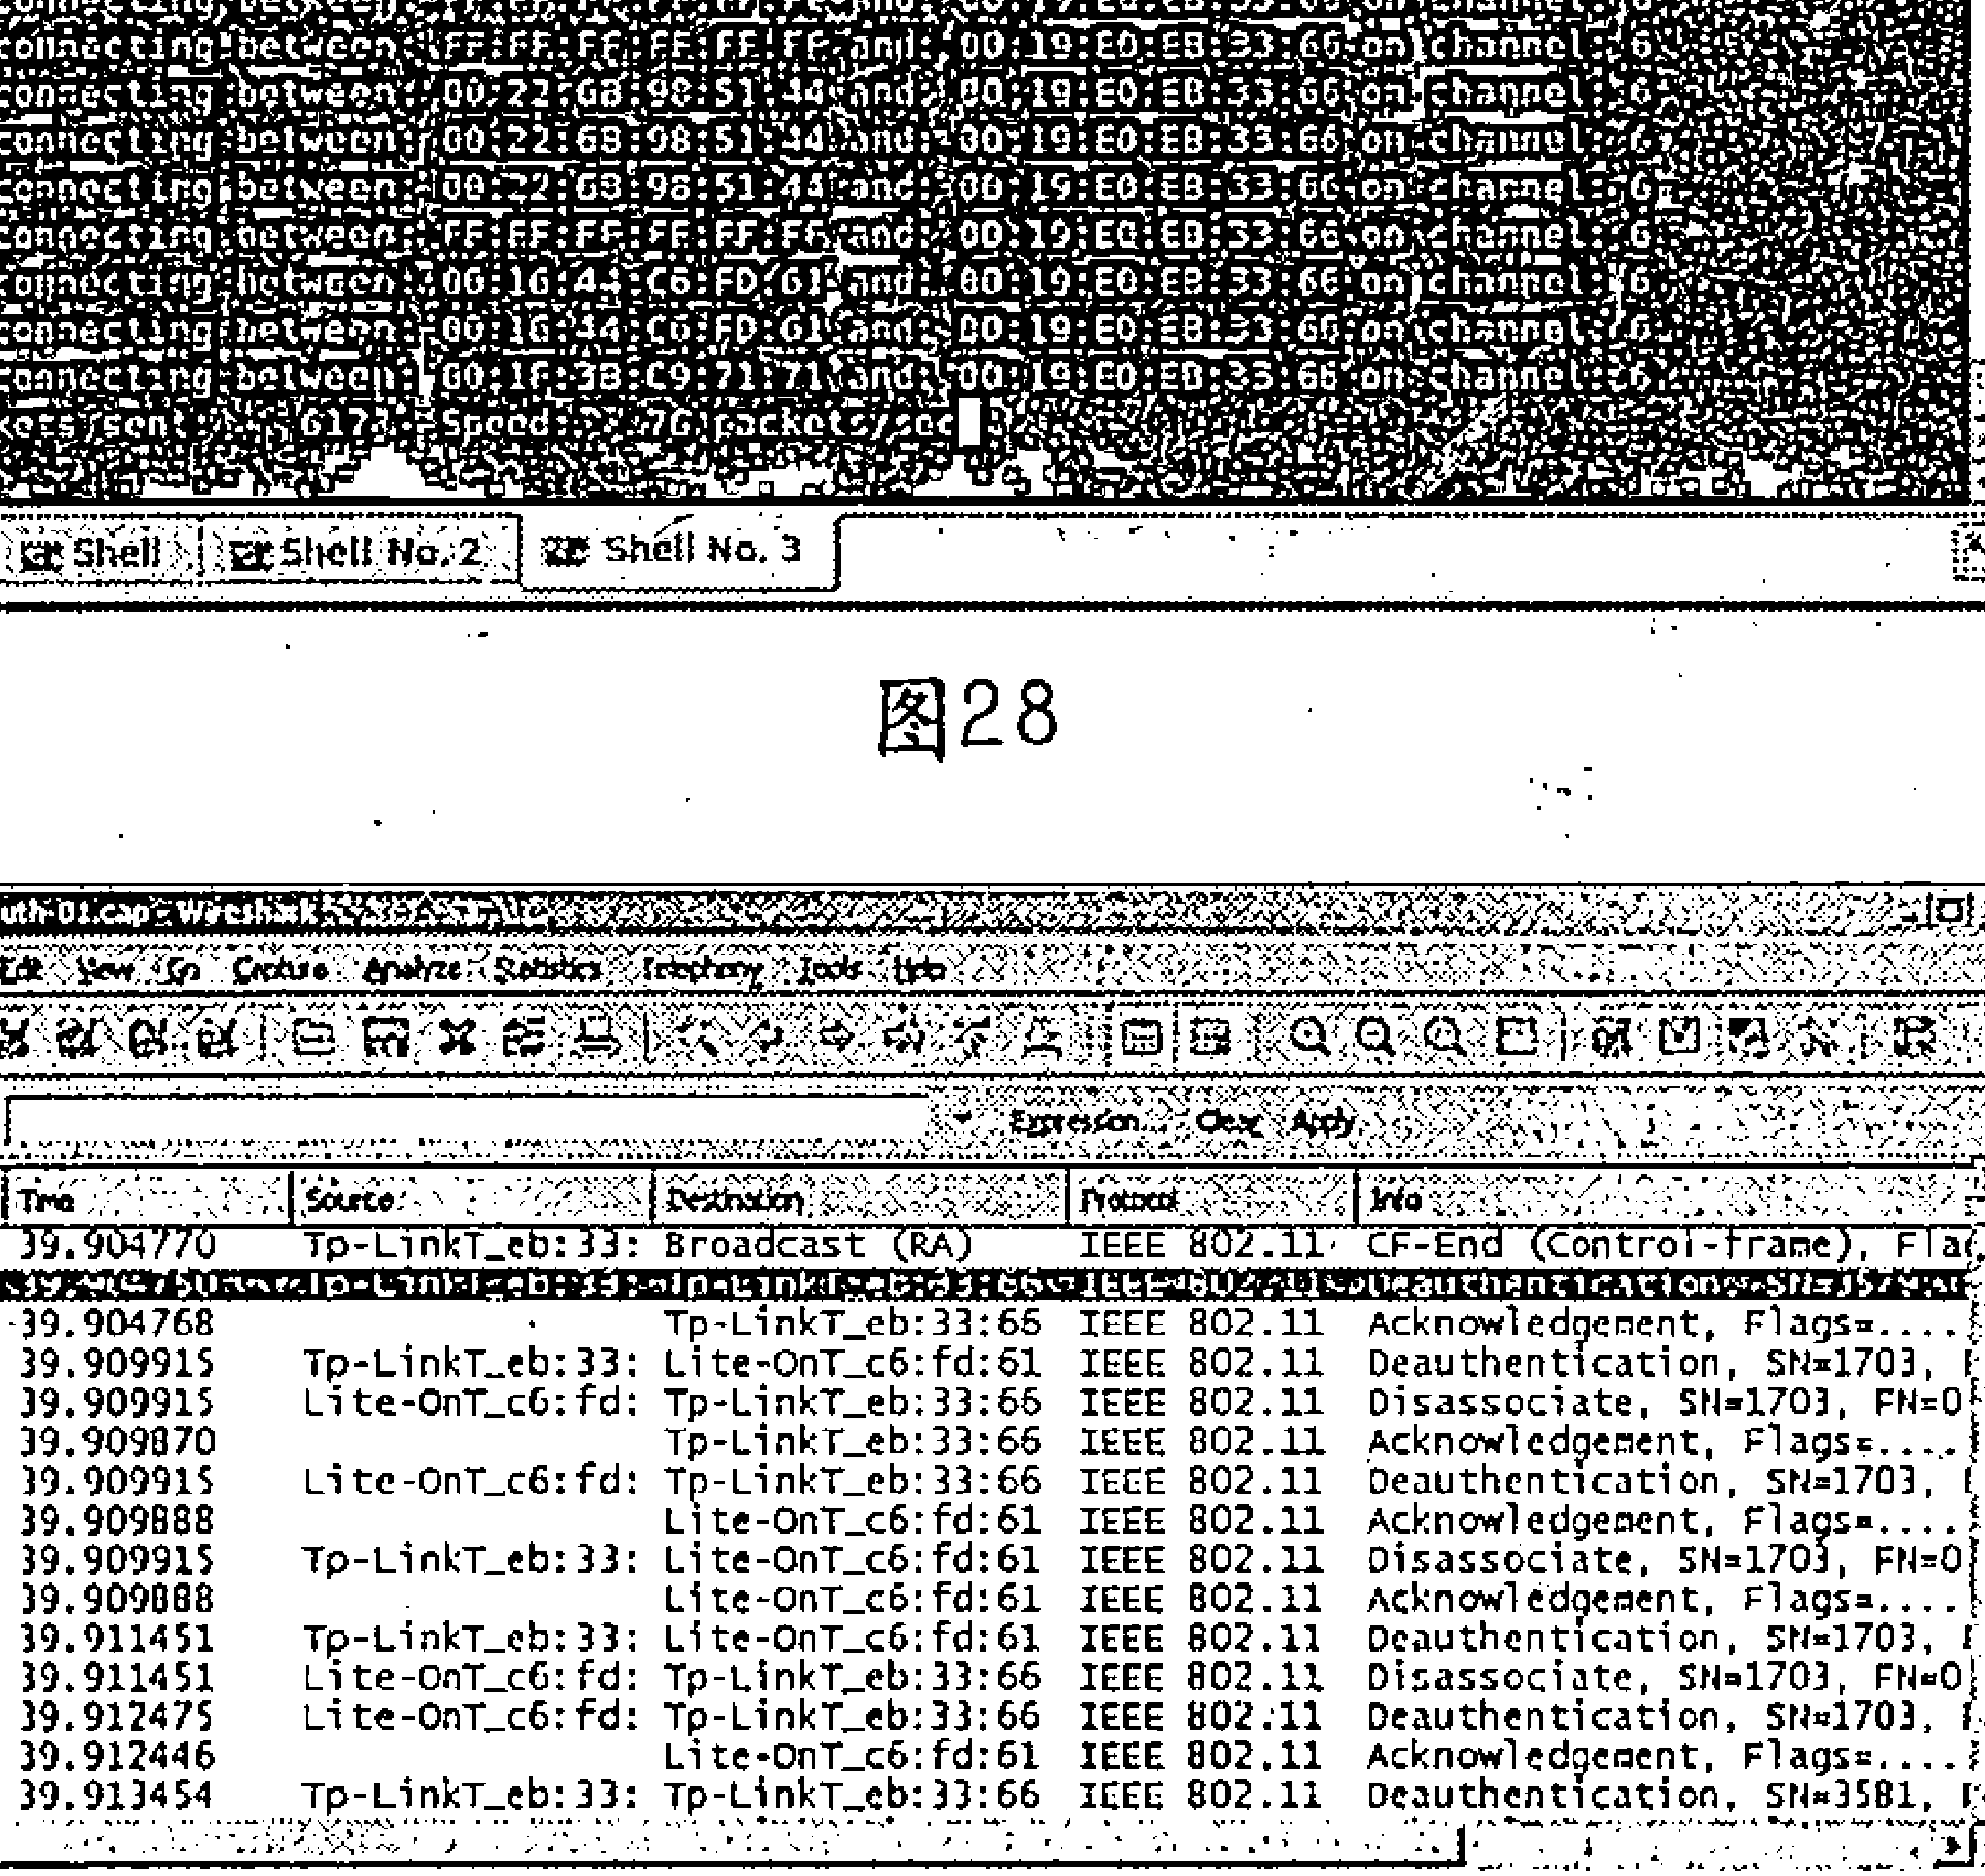 connecting between: FF:FF:FF:FF:FF:FF and: 00:19:E0:EB:33:66 on channel: 6
connecting between: 00:22:68:98:51:44 and: 00:19:E0:EB:33:66 on channel: 6
connecting between: 00:22:68:98:51:44 and: 00:19:E0:EB:33:66 on channel: 6
connecting between: 00:22:68:98:51:44 and: 00:19:E0:EB:33:66 on channel: 6
connecting between: FF:FF:FF:FF:FF:FF and: 00:19:E0:EB:33:66 on channel: 6
connecting between: 00:16:44:C6:FD:61 and: 00:19:E0:EB:33:66 on channel: 6
connecting between: 00:16:44:C6:FD:61 and: 00:19:E0:EB:33:66 on channel: 6
connecting between: and: 00:19:E0:EB:33:66 on channel: 6
kets sent: Speed: 76 packets/sec
Shell Shell No. 2 Shell No. 3
图28
uth-01.cap - Wireshark
Edit View Go Capture Analyze Statistics Telephony Tools Help
Expression... Clear Apply
Time Source Destination Protocol Info
39.904770 Tp-LinkT_eb:33: Broadcast (RA) IEEE 802.11 CF-End (Control-frame), Flag
Tp-LinkT_eb:33: Tp-LinkT_eb:33:66 IEEE 802.11 Deauthentication,
39.904768 Tp-LinkT_eb:33:66 IEEE 802.11 Acknowledgement, Flags=....
39.909915 Tp-LinkT_eb:33: Lite-OnT_c6:fd:61 IEEE 802.11 Deauthentication, SN=1703, F
39.909915 Lite-OnT_c6:fd: Tp-LinkT_eb:33:66 IEEE 802.11 Disassociate, SN=1703, FN=0
39.909870 Tp-LinkT_eb:33:66 IEEE 802.11 Acknowledgement, Flags=....
39.909915 Lite-OnT_c6:fd: Tp-LinkT_eb:33:66 IEEE 802.11 Deauthentication, SN=1703, F
39.909888 Lite-OnT_c6:fd:61 IEEE 802.11 Acknowledgement, Flags=....
39.909915 Tp-LinkT_eb:33: Lite-OnT_c6:fd:61 IEEE 802.11 Disassociate, SN=1703, FN=0
39.909888 Lite-OnT_c6:fd:61 IEEE 802.11 Acknowledgement, Flags=....
39.911451 Tp-LinkT_eb:33: Lite-OnT_c6:fd:61 IEEE 802.11 Deauthentication, SN=1703, F
39.911451 Lite-OnT_c6:fd: Tp-LinkT_eb:33:66 IEEE 802.11 Disassociate, SN=1703, FN=0
39.912475 Lite-OnT_c6:fd: Tp-LinkT_eb:33:66 IEEE 802.11 Deauthentication, SN=1703, F
39.912446 Lite-OnT_c6:fd:61 IEEE 802.11 Acknowledgement, Flags=....
39.913454 Tp-LinkT_eb:33: Tp-LinkT_eb:33:66 IEEE 802.11 Deauthentication, SN=3581, F